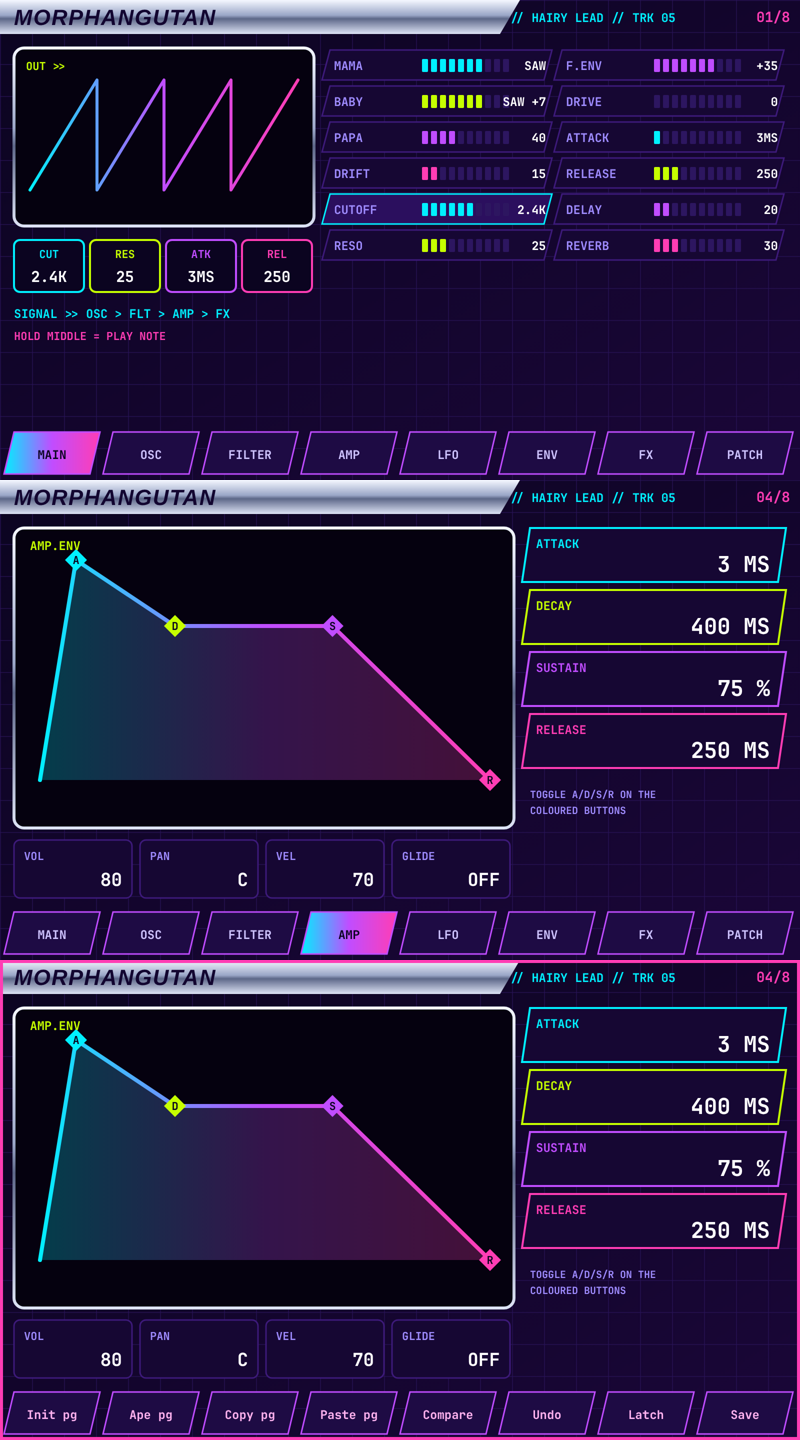 MORPHANGUTAN // HAIRY LEAD // TRK 05 01/8
OUT >>
MAMA SAW
F.ENV +35
BABY SAW +7
DRIVE 0
PAPA 40
ATTACK 3MS
DRIFT 15
RELEASE 250
CUTOFF 2.4K
DELAY 20
RESO 25
REVERB 30
CUT RES ATK REL
2.4K 25 3MS 250
SIGNAL >> OSC > FLT > AMP > FX
HOLD MIDDLE = PLAY NOTE
MAIN OSC FILTER AMP LFO ENV FX PATCH
MORPHANGUTAN // HAIRY LEAD // TRK 05 04/8
AMP.ENV
A
D
S
R
ATTACK
3 MS
DECAY
400 MS
SUSTAIN
75 %
RELEASE
250 MS
TOGGLE A/D/S/R ON THE
COLOURED BUTTONS
VOL PAN VEL GLIDE
80 C 70 OFF
MAIN OSC FILTER AMP LFO ENV FX PATCH
MORPHANGUTAN // HAIRY LEAD // TRK 05 04/8
AMP.ENV
A
D
S
R
ATTACK
3 MS
DECAY
400 MS
SUSTAIN
75 %
RELEASE
250 MS
TOGGLE A/D/S/R ON THE
COLOURED BUTTONS
VOL PAN VEL GLIDE
80 C 70 OFF
Init pg Ape pg Copy pg Paste pg Compare Undo Latch Save